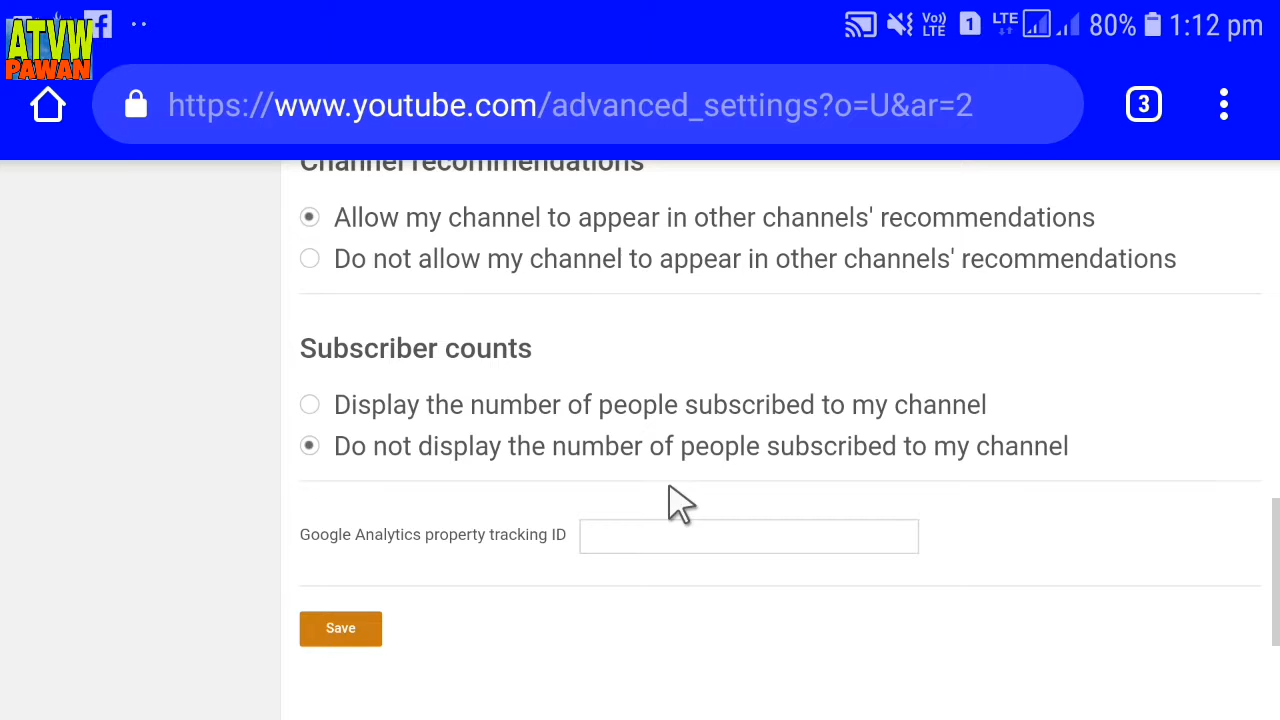 ATVW
PAWAN
Vo))
LTE
1
LTE
80%
1:12 pm
https://www.youtube.com/advanced_settings?o=U&ar=2
3
Channel recommendations
Allow my channel to appear in other channels' recommendations
Do not allow my channel to appear in other channels' recommendations
Subscriber counts
Display the number of people subscribed to my channel
Do not display the number of people subscribed to my channel
Google Analytics property tracking ID
Save